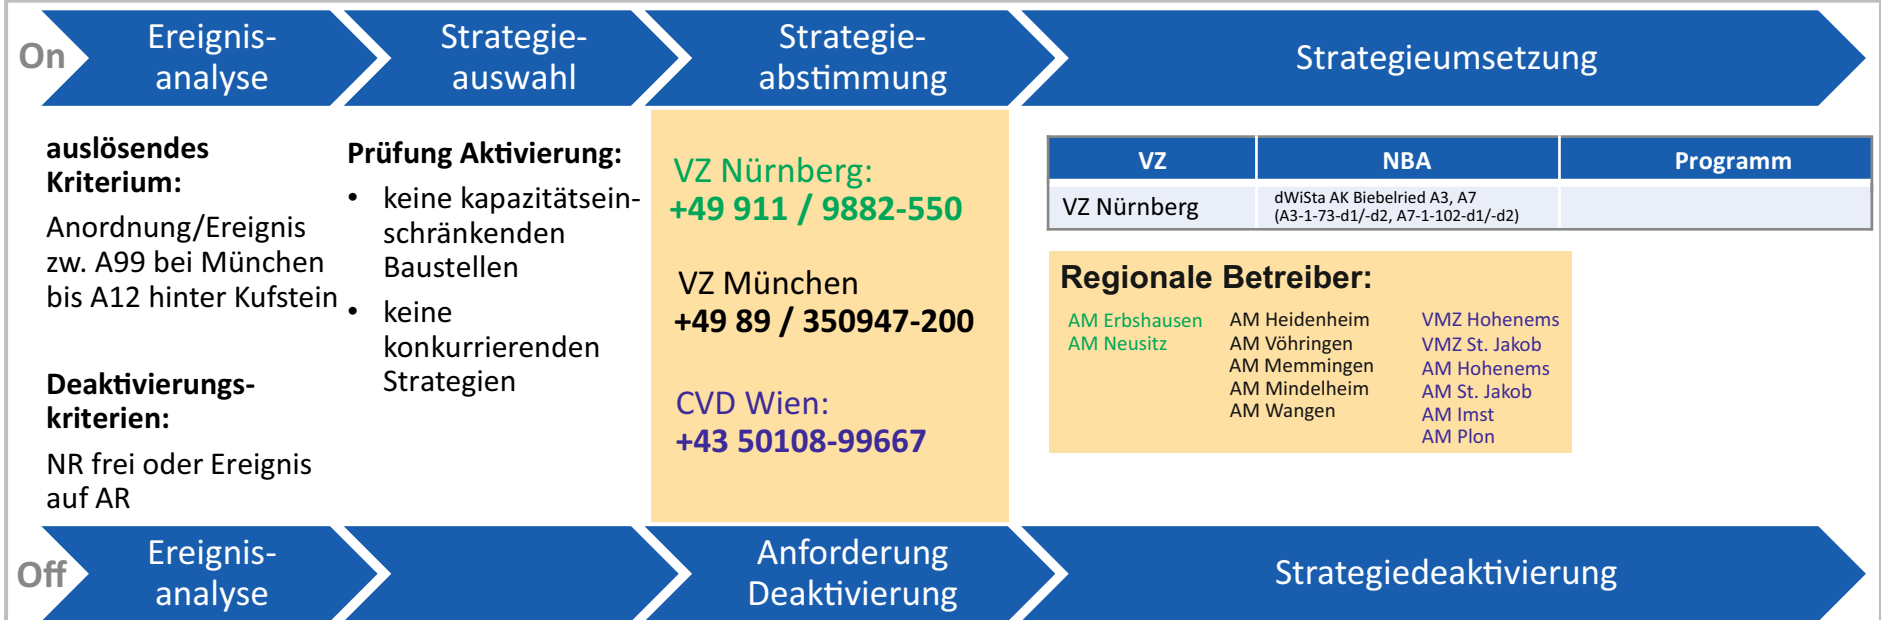 On
Ereignis-
analyse
Strategie-
auswahl
Strategie-
abstimmung
Strategieumsetzung
auslösendes
Kriterium:
Anordnung/Ereignis
zw. A99 bei München
bis A12 hinter Kufstein
Deaktivierungs-
kriterien:
NR frei oder Ereignis
auf AR
Prüfung Aktivierung:
• keine kapazitätsein-
schränkenden
Baustellen
• keine
konkurrierenden
Strategien
VZ Nürnberg:
+49 911 / 9882-550
VZ München
+49 89 / 350947-200
CVD Wien:
+43 50108-99667
VZ NBA Programm
VZ Nürnberg
dWiSta AK Biebelried A3, A7
(A3-1-73-d1/-d2, A7-1-102-d1/-d2)
Regionale Betreiber:
AM Erbshausen
AM Neusitz
AM Heidenheim
AM Vöhringen
AM Memmingen
AM Mindelheim
AM Wangen
VMZ Hohenems
VMZ St. Jakob
AM Hohenems
AM St. Jakob
AM Imst
AM Plon
Off
Ereignis-
analyse
Anforderung
Deaktivierung
Strategiedeaktivierung